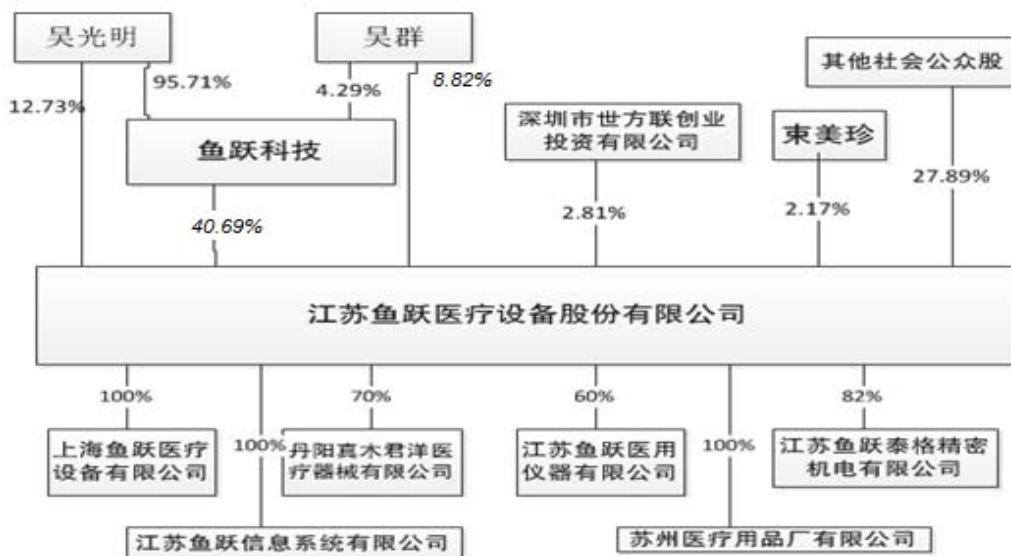 吴光明
吴群
其他社会公众股
95.71%
4.29%
8.82%
12.73%
深圳市世方联创业
投资有限公司
束美珍
鱼跃科技
27.89%
40.69%
2.81%
2.17%
江苏鱼跃医疗设备股份有限公司
100%
70%
60%
82%
上海鱼跃医疗
设备有限公司
100%
丹阳真木君洋医
疗器械有限公司
江苏鱼跃医用
仪器有限公司
100%
江苏鱼跃泰格精密
机电有限公司
江苏鱼跃信息系统有限公司
苏州医疗用品厂有限公司